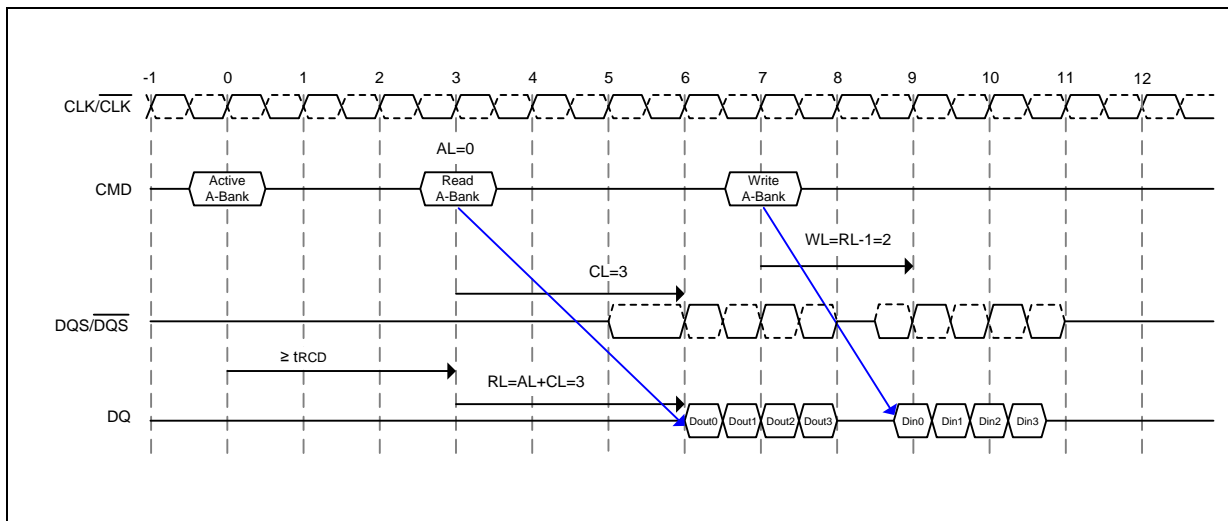 -1 0 1 2 3 4 5 6 7 8 9 10 11 12
CLK/C̅L̅K̅
AL=0
CMD
Active
A-Bank
Read
A-Bank
Write
A-Bank
WL=RL-1=2
CL=3
DQS/D̅Q̅S̅
≥ tRCD
RL=AL+CL=3
DQ
Dout0 Dout1 Dout2 Dout3 Din0 Din1 Din2 Din3